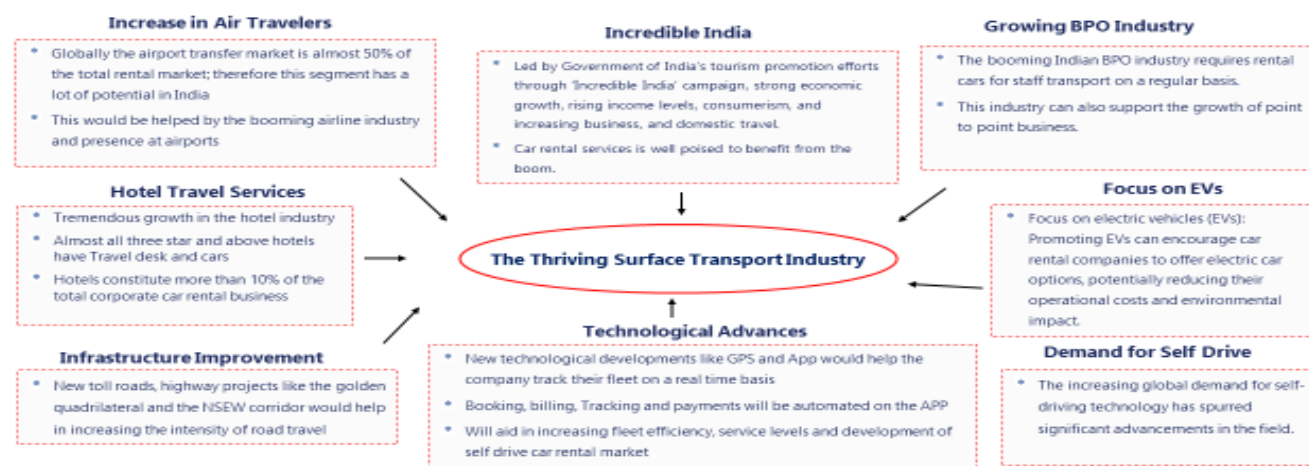 Increase in Air Travelers
• Globally the airport transfer market is almost 50% of
the total rental market; therefore this segment has a
lot of potential in India
• This would be helped by the booming airline industry
and presence at airports
Incredible India
• Led by Government of India's tourism promotion efforts
through 'Incredible India' campaign, strong economic
growth, rising income levels, consumerism, and
increasing business, and domestic travel.
• Car rental services is well poised to benefit from the
boom.
Growing BPO Industry
• The booming Indian BPO industry requires rental
cars for staff transport on a regular basis.
• This industry can also support the growth of point
to point business.
Hotel Travel Services
• Tremendous growth in the hotel industry
• Almost all three star and above hotels
have Travel desk and cars
• Hotels constitute more than 10% of the
total corporate car rental business
The Thriving Surface Transport Industry
Focus on EVs
• Focus on electric vehicles (EVs):
Promoting EVs can encourage car
rental companies to offer electric car
options, potentially reducing their
operational costs and environmental
impact.
Infrastructure Improvement
• New toll roads, highway projects like the golden
quadrilateral and the NSEW corridor would help
in increasing the intensity of road travel
Technological Advances
• New technological developments like GPS and App would help the
company track their fleet on a real time basis
• Booking, billing, Tracking and payments will be automated on the APP
• Will aid in increasing fleet efficiency, service levels and development of
self drive car rental market
Demand for Self Drive
• The increasing global demand for self-
driving technology has spurred
significant advancements in the field.